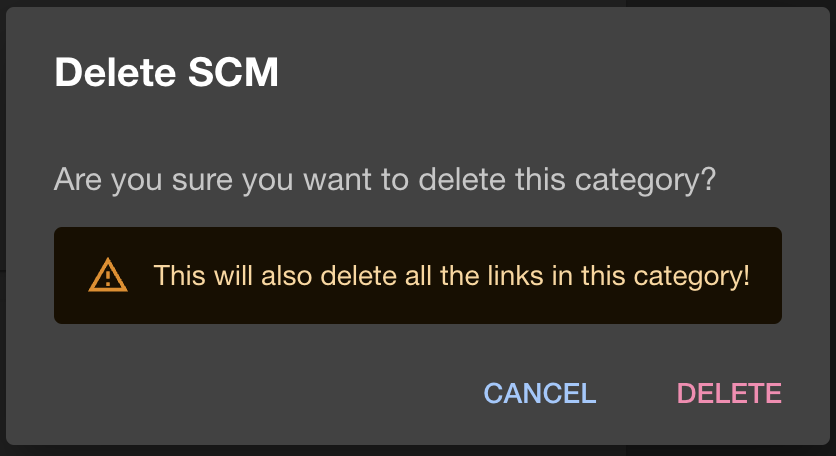 Delete SCM
Are you sure you want to delete this category?
This will also delete all the links in this category!
CANCEL DELETE